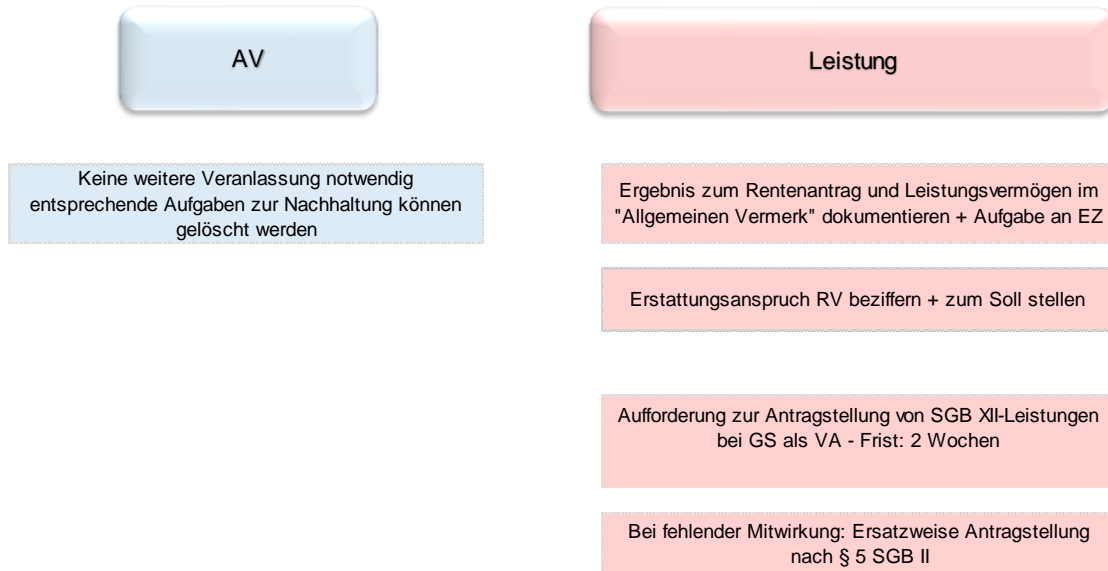 AV
Leistung
Keine weitere Veranlassung notwendig
entsprechende Aufgaben zur Nachhaltung können
gelöscht werden
Ergebnis zum Rentenantrag und Leistungsvermögen im
"Allgemeinen Vermerk" dokumentieren + Aufgabe an EZ
Erstattungsanspruch RV beziffern + zum Soll stellen
Aufforderung zur Antragstellung von SGB XII-Leistungen
bei GS als VA - Frist: 2 Wochen
Bei fehlender Mitwirkung: Ersatzweise Antragstellung
nach § 5 SGB II